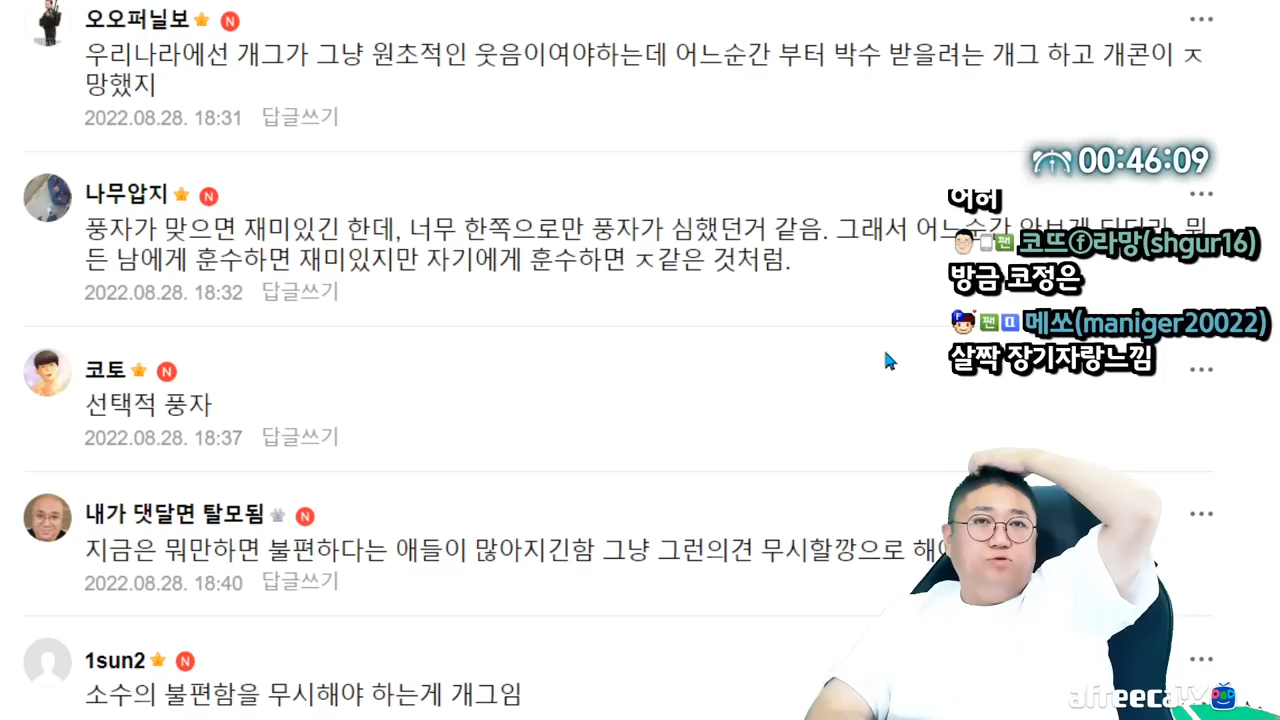 오오퍼닐보 N
우리나라에선 개그가 그냥 원초적인 웃음이여야하는데 어느순간 부터 박수 받을려는 개그 하고 개콘이 ㅈ
망했지
2022.08.28. 18:31 답글쓰기
00:46:09
나무압지 N
풍자가 맞으면 재미있긴 한데, 너무 한쪽으로만 풍자가 심했던거 같음. 그래서
든 남에게 훈수하면 재미있지만 자기에게 훈수하면 ㅈ같은 것처럼.
2022.08.28. 18:32 답글쓰기
어허
팬 코뜨ⓕ라망(shgur16)
방금 코정은
팬 메쏘(maniger20022)
살짝 장기자랑느낌
코토 N
선택적 풍자
2022.08.28. 18:37 답글쓰기
내가 댓달면 탈모됨 N
지금은 뭐만하면 불편하다는 애들이 많아지긴함 그냥 그런의견 무시할깡으로
2022.08.28. 18:40 답글쓰기
1sun2 N
소수의 불편함을 무시해야 하는게 개그임
afreecaTV